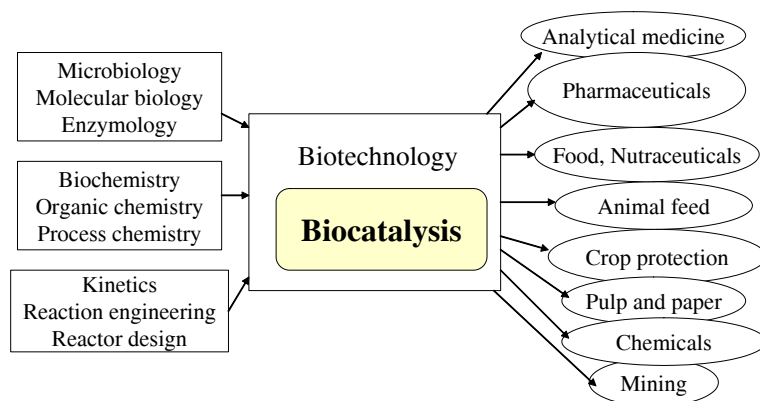 Microbiology
Molecular biology
Enzymology
Biochemistry
Organic chemistry
Process chemistry
Kinetics
Reaction engineering
Reactor design
Biotechnology
Biocatalysis
Analytical medicine
Pharmaceuticals
Food, Nutraceuticals
Animal feed
Crop protection
Pulp and paper
Chemicals
Mining